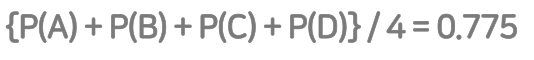 {P(A) + P(B) + P(C) + P(D)} / 4 = 0.775